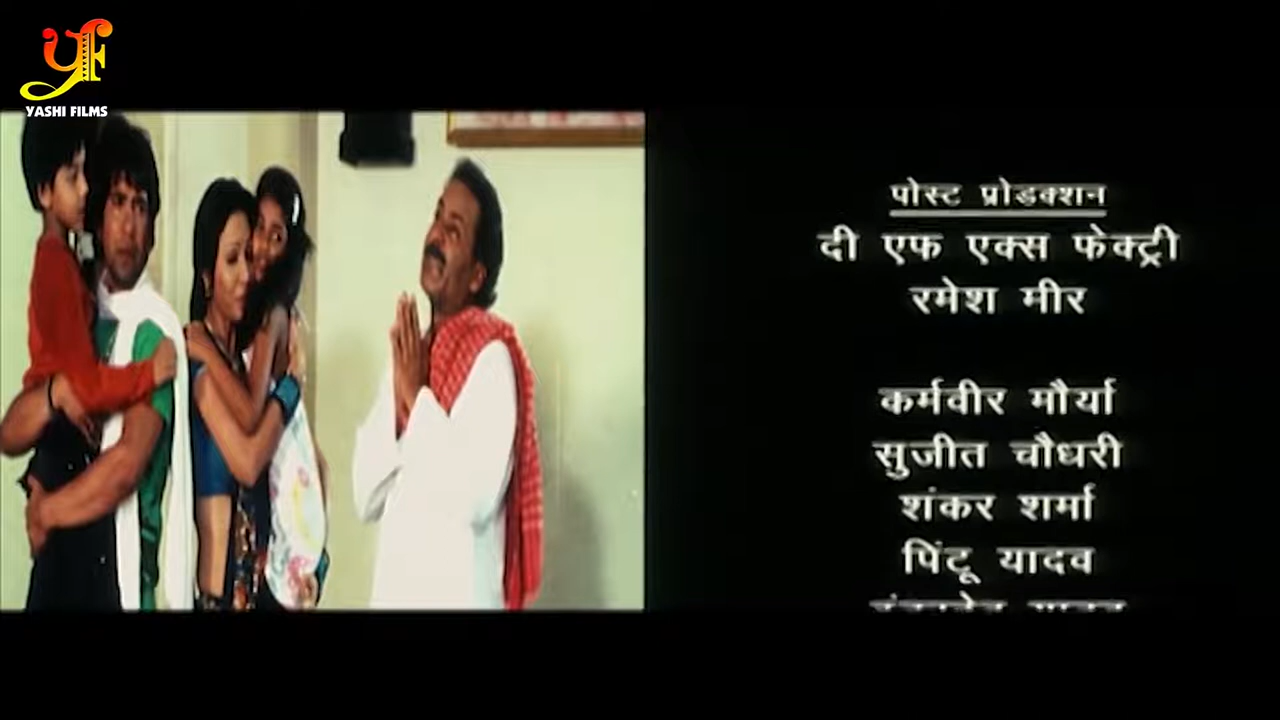 YASHI FILMS
पोस्ट प्रोडक्शन
दी एफ एक्स फेक्ट्री
रमेश मीर
कर्मवीर मौर्या
सुजीत चौधरी
शंकर शर्मा
पिंटू यादव